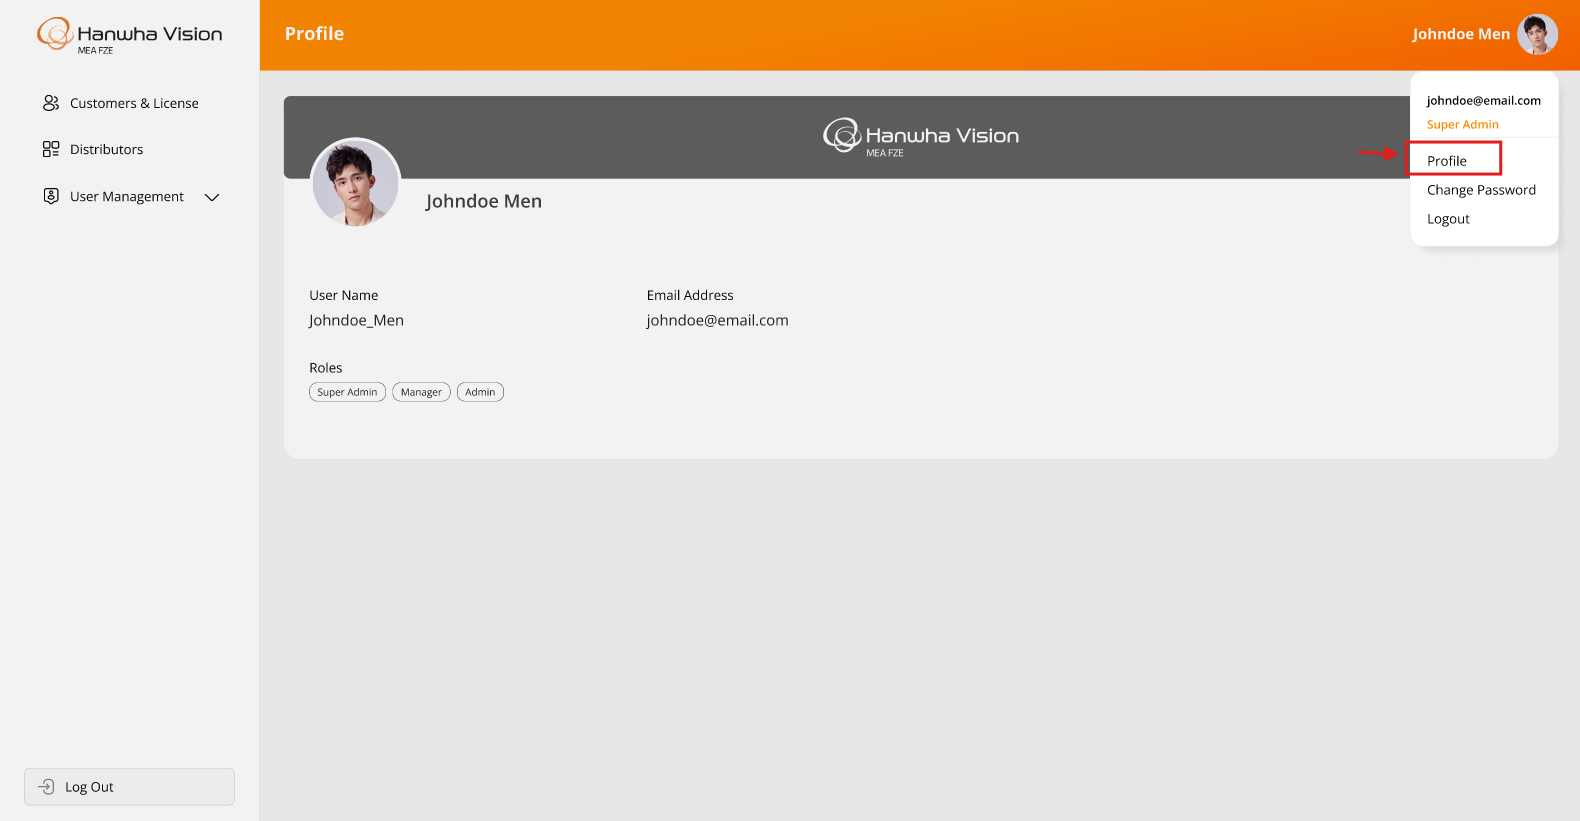 Hanwha Vision
MEA FZE
Customers & License
Distributors
User Management
Log Out
Profile
Johndoe Men
johndoe@email.com
Super Admin
Profile
Change Password
Logout
Hanwha Vision
MEA FZE
Johndoe Men
User Name
Johndoe_Men
Email Address
johndoe@email.com
Roles
Super Admin
Manager
Admin